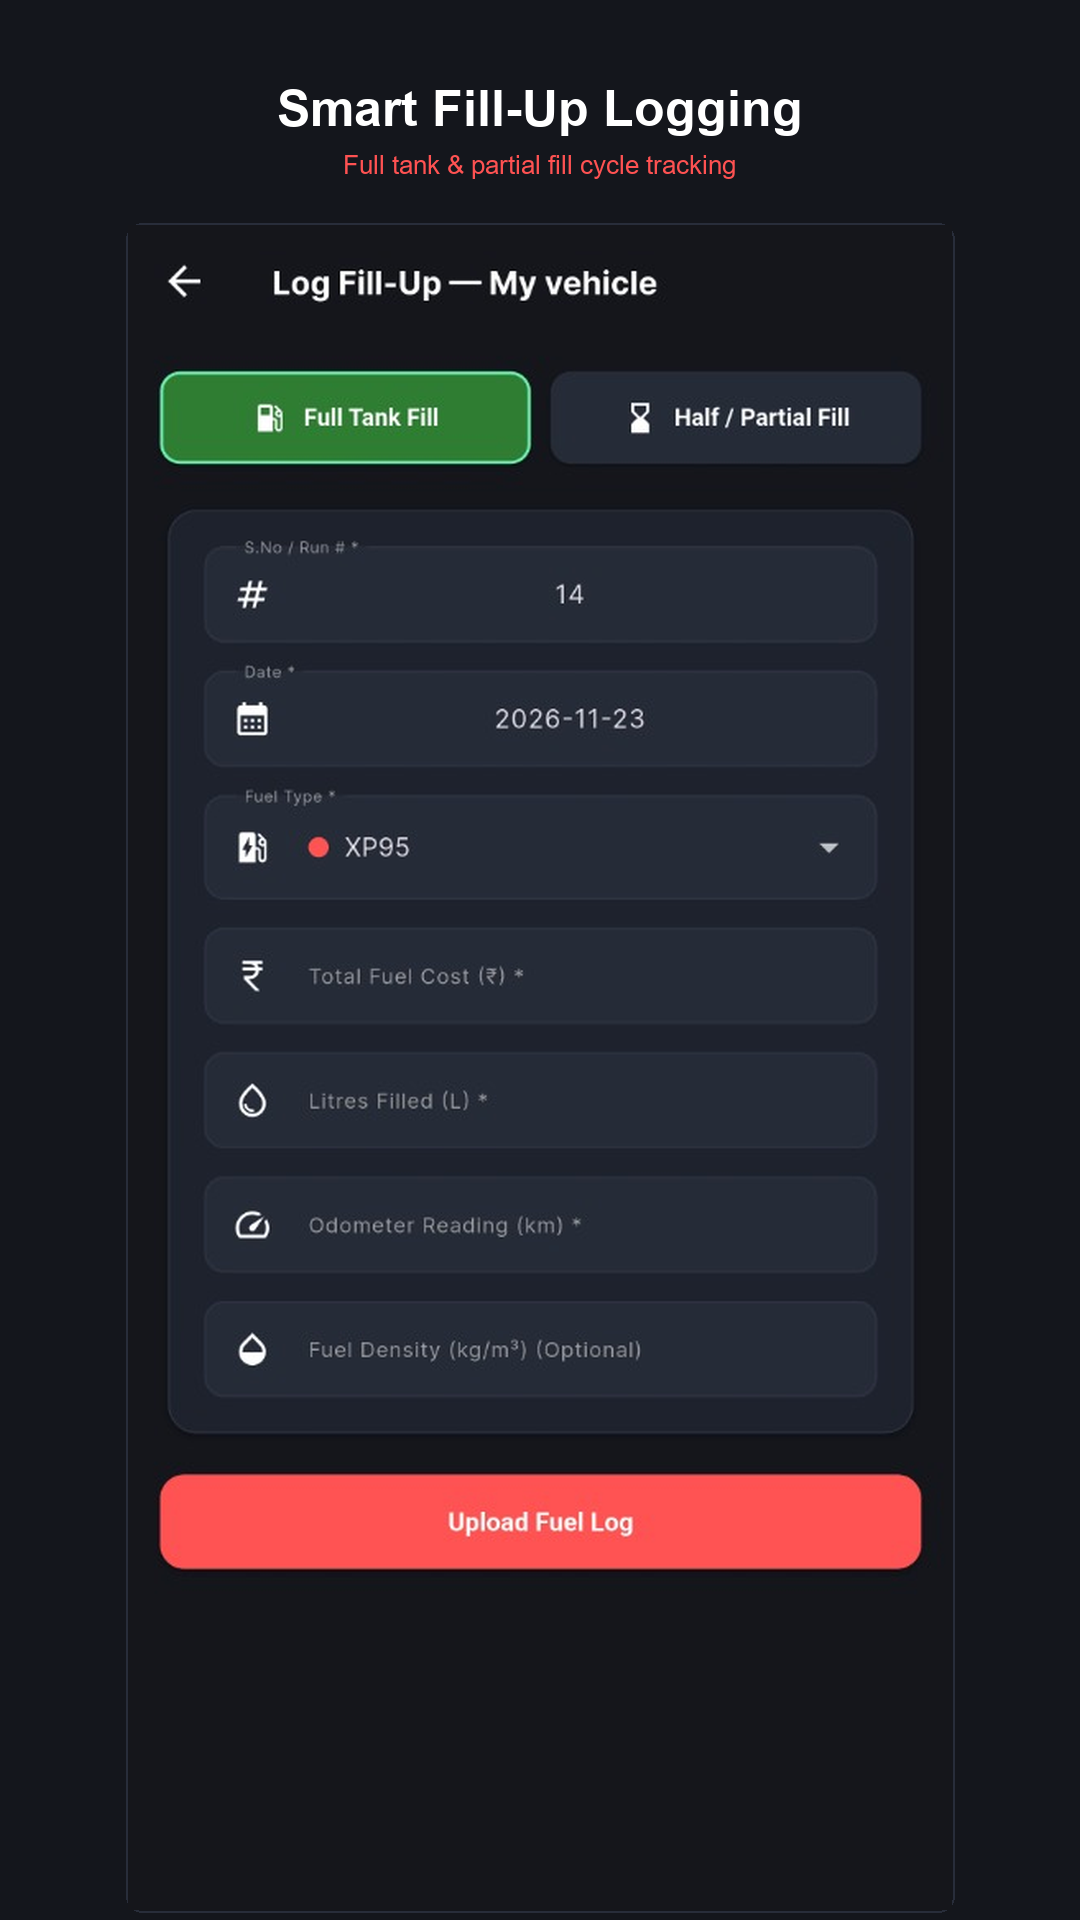 Smart Fill-Up Logging
Full tank & partial fill cycle tracking
Log Fill-Up — My vehicle
Full Tank Fill
Half / Partial Fill
S.No / Run # *
14
Date *
2026-11-23
Fuel Type *
XP95
Total Fuel Cost (₹) *
Litres Filled (L) *
Odometer Reading (km) *
Fuel Density (kg/m³) (Optional)
Upload Fuel Log